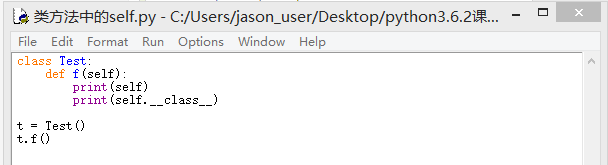 类方法中的self.py - C:/Users/jason_user/Desktop/python3.6.2课...
File Edit Format Run Options Window Help
class Test:
    def f(self):
        print(self)
        print(self.__class__)
t = Test()
t.f()